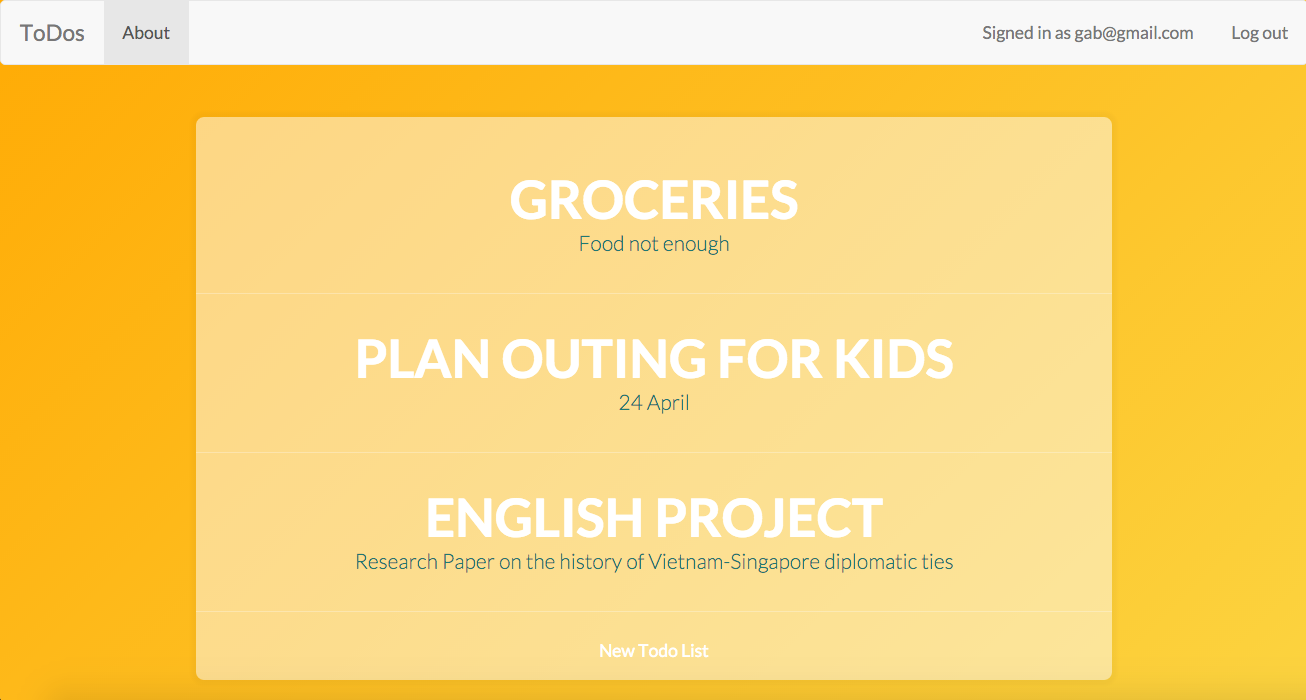 ToDos
About
Signed in as gab@gmail.com
Log out
GROCERIES
Food not enough
PLAN OUTING FOR KIDS
24 April
ENGLISH PROJECT
Research Paper on the history of Vietnam-Singapore diplomatic ties
New Todo List